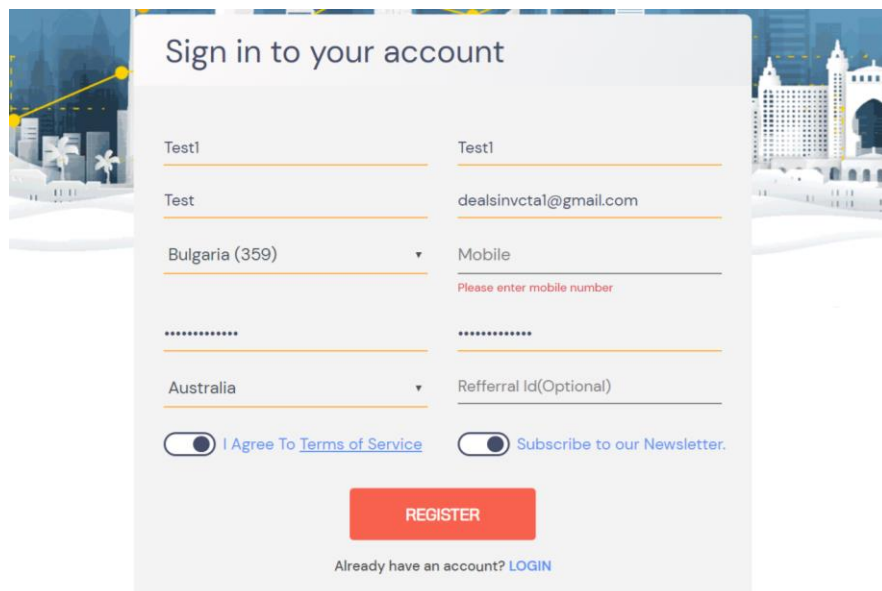 Sign in to your account
Test1 Test1
Test dealsinvcta1@gmail.com
Bulgaria (359) Mobile
Please enter mobile number
••••••••••••• •••••••••••••
Australia Refferral Id(Optional)
I Agree To Terms of Service Subscribe to our Newsletter.
REGISTER
Already have an account? LOGIN